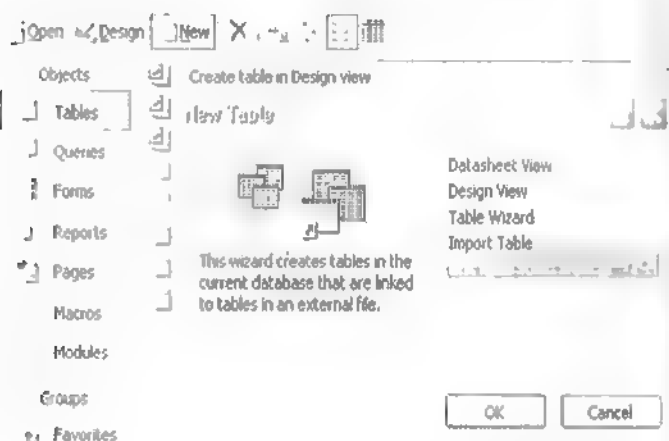 Open Design New
Objects
Create table in Design view
Tables
New Table
Queries
Forms
Reports
Pages
Macros
Modules
Groups
Favorites
This wizard creates tables in the
current database that are linked
to tables in an external file.
Datasheet View
Design View
Table Wizard
Import Table
OK Cancel